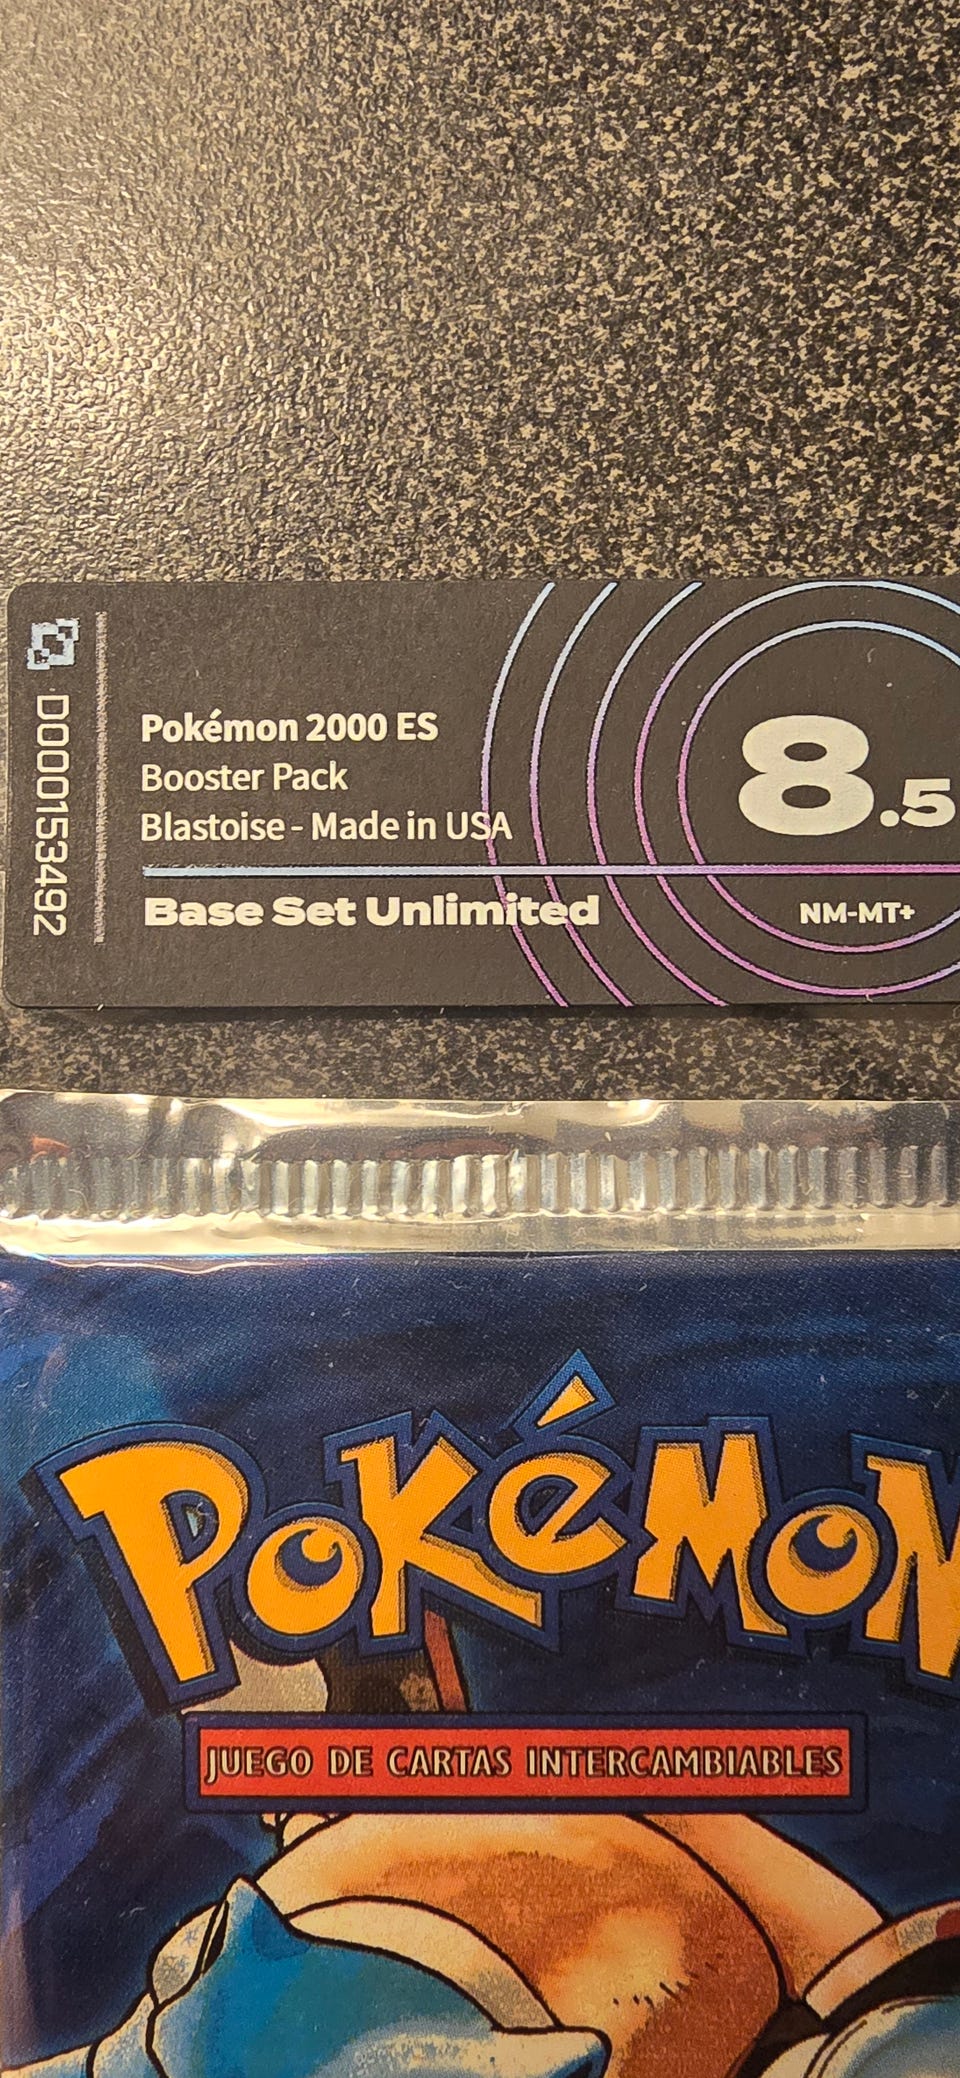 D000153492
Pokémon 2000 ES
Booster Pack
Blastoise - Made in USA
Base Set Unlimited
8.5
NM-MT+
POKéMON
JUEGO DE CARTAS INTERCAMBIABLES